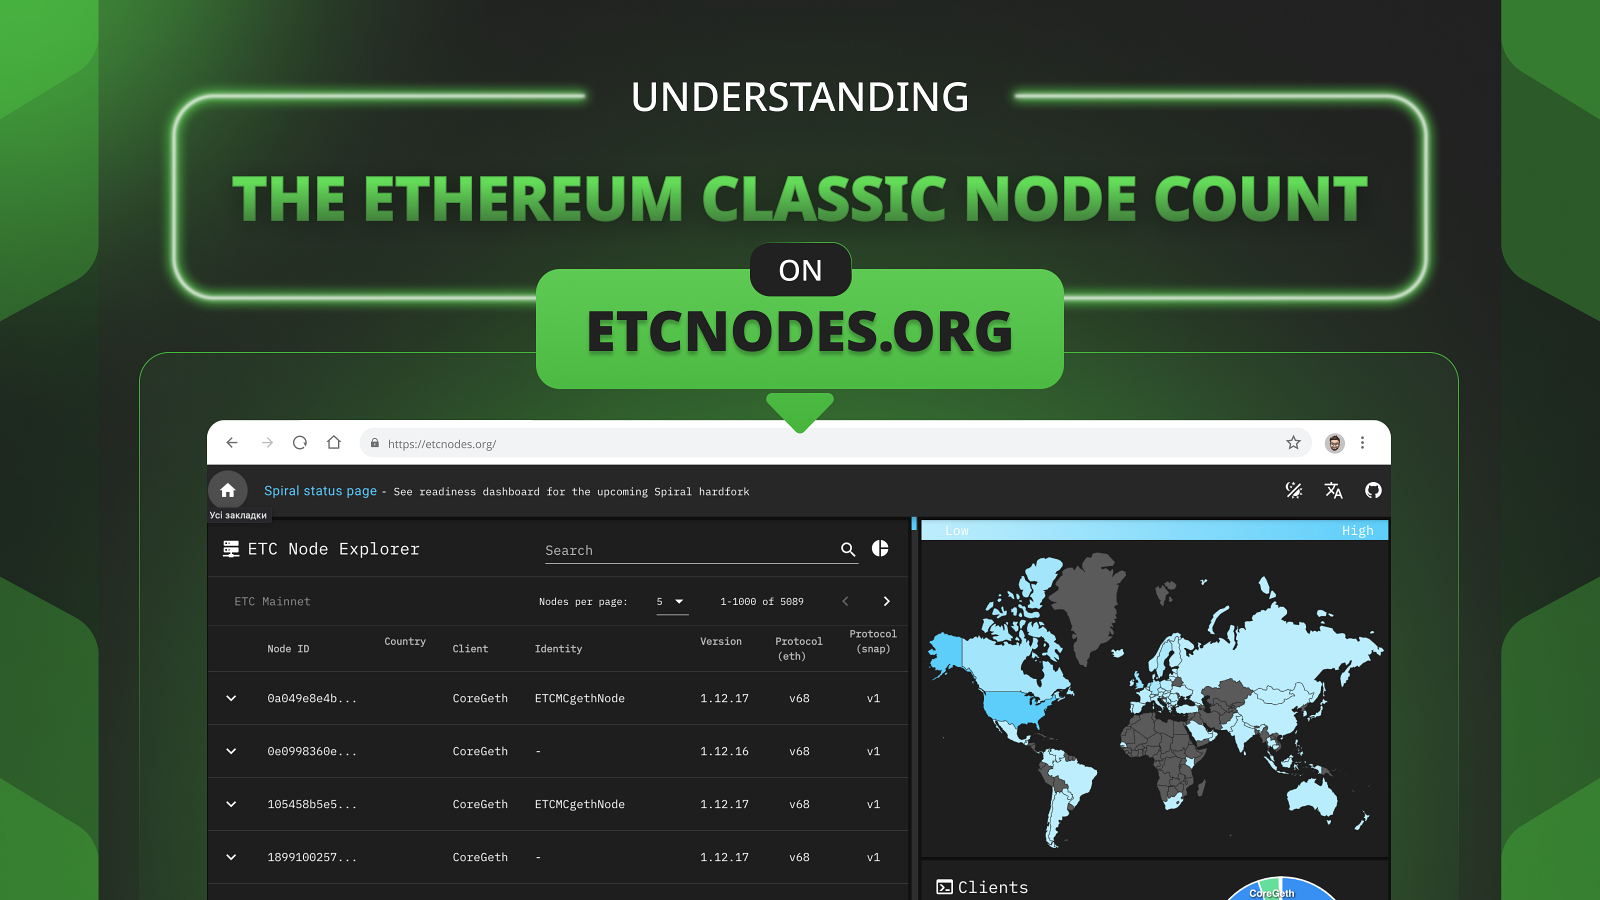 UNDERSTANDING
THE ETHEREUM CLASSIC NODE COUNT
ON
ETCNODES.ORG
https://etcnodes.org/
Spiral status page - See readiness dashboard for the upcoming Spiral hardfork
Усі закладки
ETC Node Explorer
Search
ETC Mainnet
Nodes per page: 5 1-1000 of 5089
Node ID Country Client Identity Version Protocol (eth) Protocol (snap)
0a049e8e4b... CoreGeth ETCMCgethNode 1.12.17 v68 v1
0e0998360e... CoreGeth - 1.12.16 v68 v1
105458b5e5... CoreGeth ETCMCgethNode 1.12.17 v68 v1
1899100257... CoreGeth - 1.12.17 v68 v1
Low High
Clients
CoreGeth